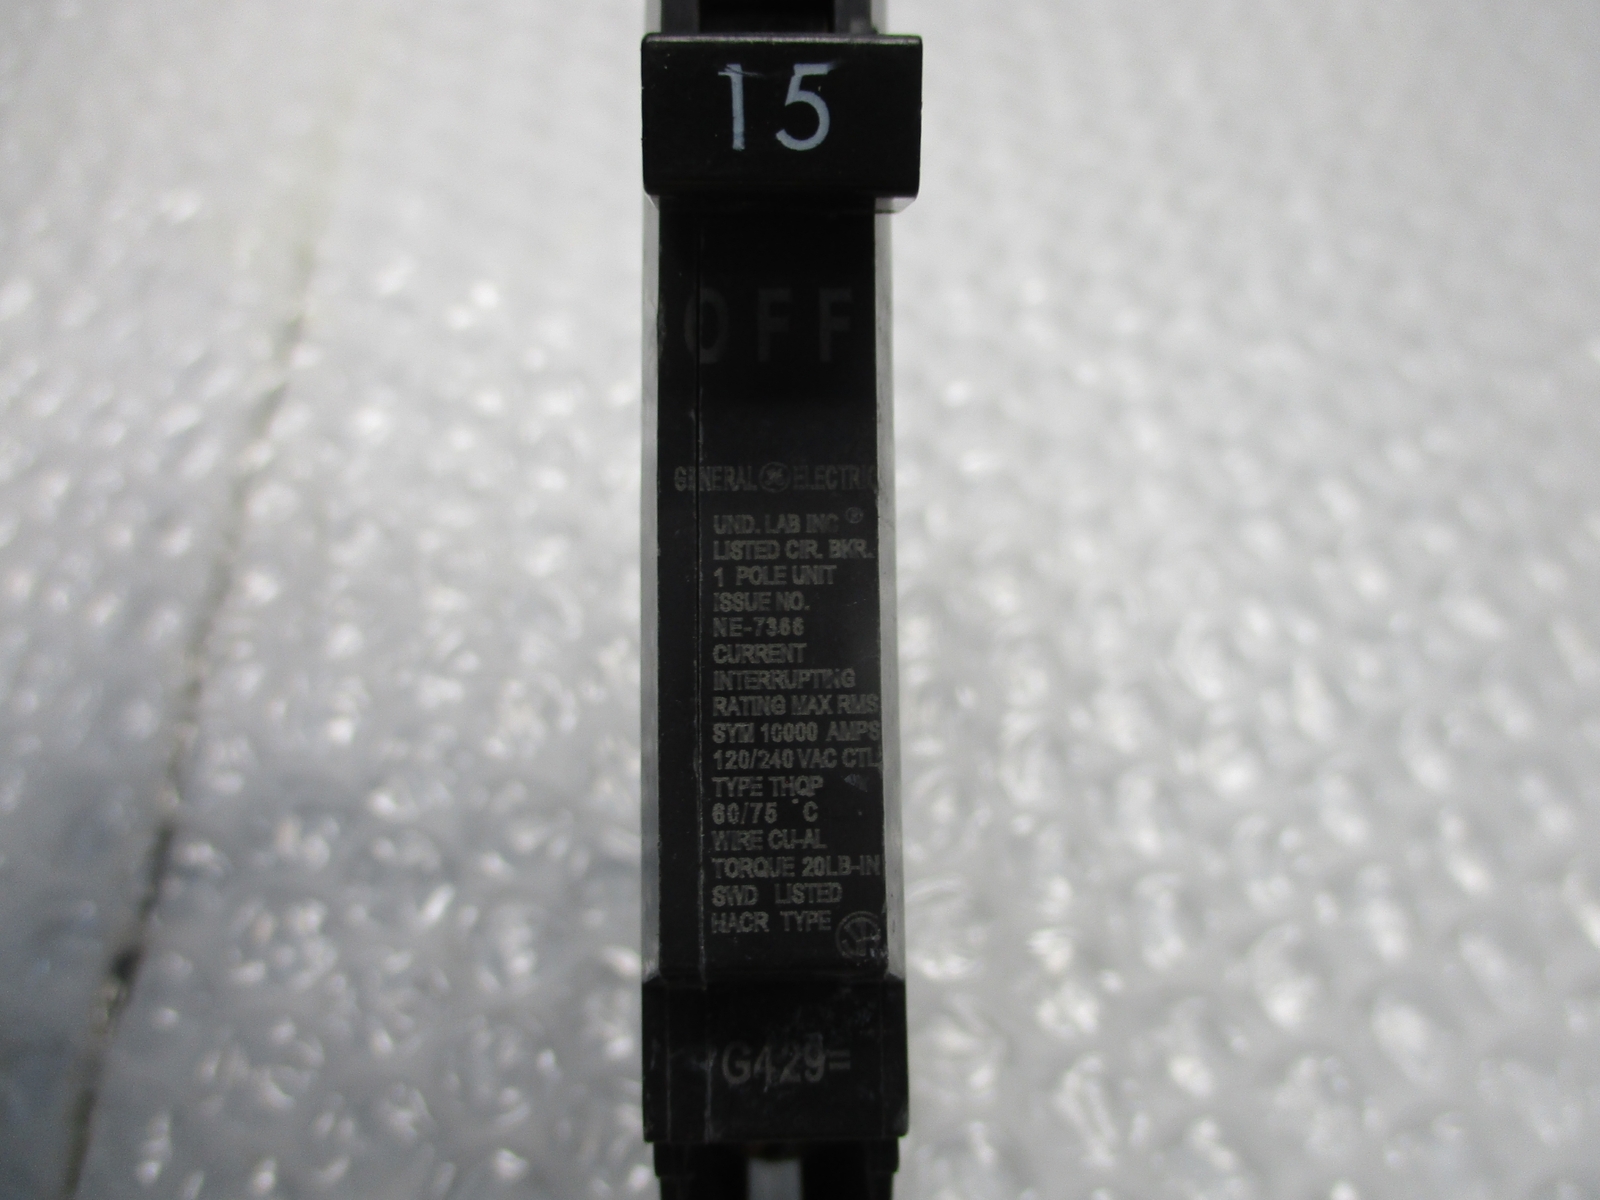 15
OFF
GENERAL GE ELECTRIC
UND. LAB INC ®
LISTED CIR. BKR.
1 POLE UNIT
ISSUE NO.
NE-7366
CURRENT
INTERRUPTING
RATING MAX RMS
SYM 10000 AMPS
120/240 VAC CTL
TYPE THQP
60/75 °C
WIRE CU-AL
TORQUE 20LB-IN
SWD LISTED
HACR TYPE
G429=